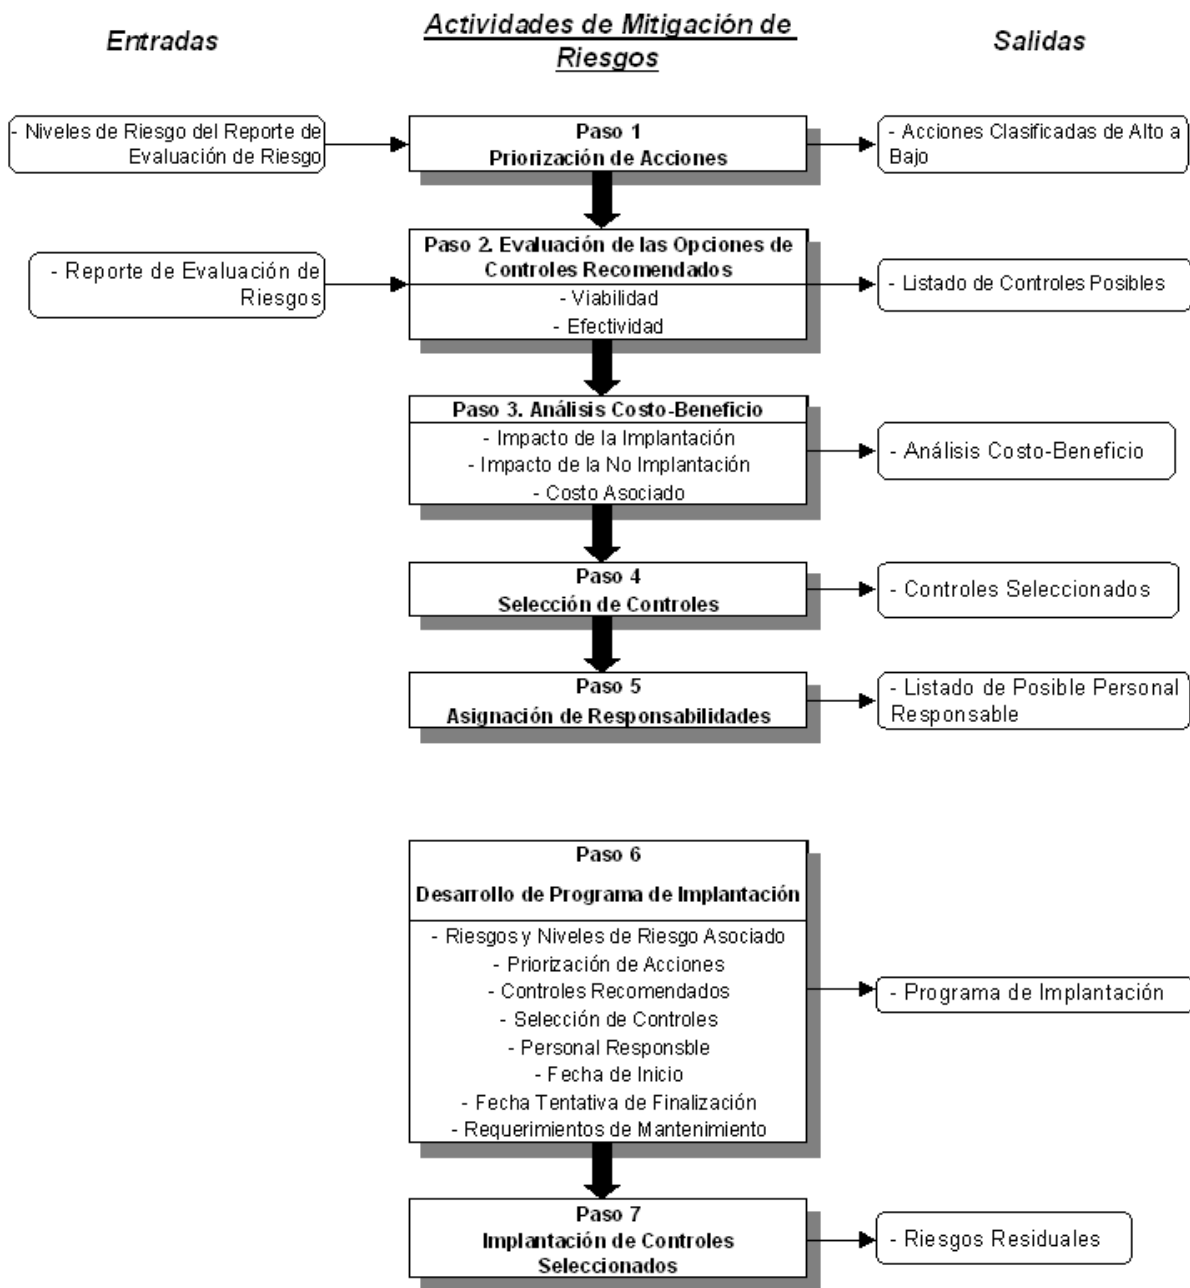 Entradas
Actividades de Mitigación de
Riesgos
Salidas
- Niveles de Riesgo del Reporte de
Evaluación de Riesgo
Paso 1
Priorización de Acciones
- Acciones Clasificadas de Alto a
Bajo
- Reporte de Evaluación de
Riesgos
Paso 2. Evaluación de las Opciones de
Controles Recomendados
- Viabilidad
- Efectividad
- Listado de Controles Posibles
Paso 3. Análisis Costo-Beneficio
- Impacto de la Implantación
- Impacto de la No Implantación
- Costo Asociado
- Análisis Costo-Beneficio
Paso 4
Selección de Controles
- Controles Seleccionados
Paso 5
Asignación de Responsabilidades
- Listado de Posible Personal
Responsable
Paso 6
Desarrollo de Programa de Implantación
- Riesgos y Niveles de Riesgo Asociado
- Priorización de Acciones
- Controles Recomendados
- Selección de Controles
- Personal Responsble
- Fecha de Inicio
- Fecha Tentativa de Finalización
- Requerimientos de Mantenimiento
- Programa de Implantación
Paso 7
Implantación de Controles
Seleccionados
- Riesgos Residuales